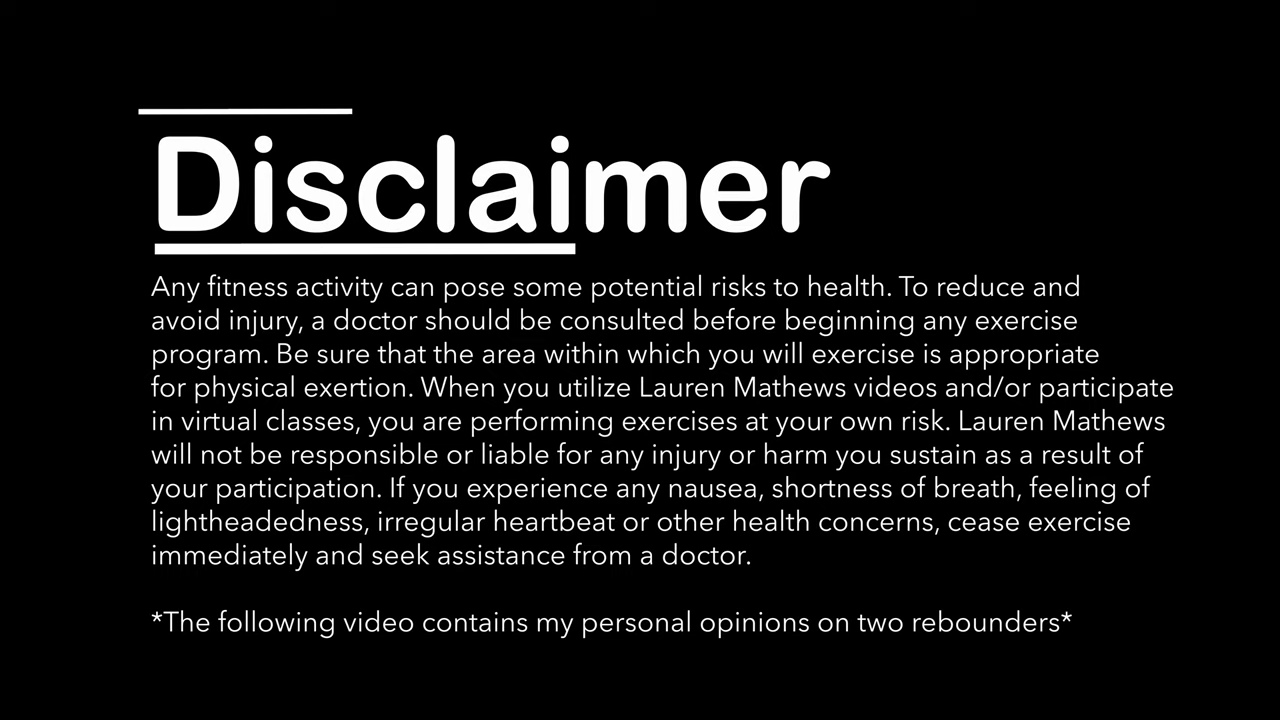 Disclaimer
Any fitness activity can pose some potential risks to health. To reduce and
avoid injury, a doctor should be consulted before beginning any exercise
program. Be sure that the area within which you will exercise is appropriate
for physical exertion. When you utilize Lauren Mathews videos and/or participate
in virtual classes, you are performing exercises at your own risk. Lauren Mathews
will not be responsible or liable for any injury or harm you sustain as a result of
your participation. If you experience any nausea, shortness of breath, feeling of
lightheadedness, irregular heartbeat or other health concerns, cease exercise
immediately and seek assistance from a doctor.
*The following video contains my personal opinions on two rebounders*